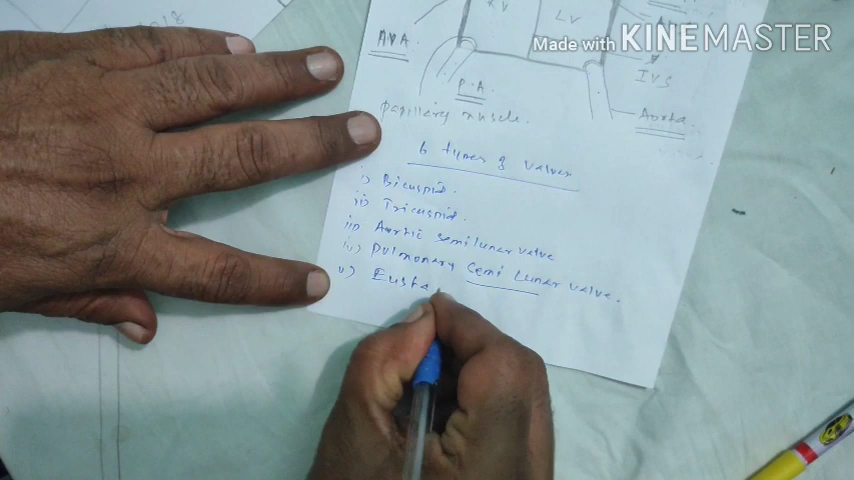 RV
LV
Made with KINEMASTER
AVA.
IVS
P.A.
Aorta
papillary muscle.
6 types of valves
i) Bicuspid.
ii) Tricuspid.
iii) Aortic semilunar valve
iv) Pulmonary Semi Lunar valve.
v) Eusta